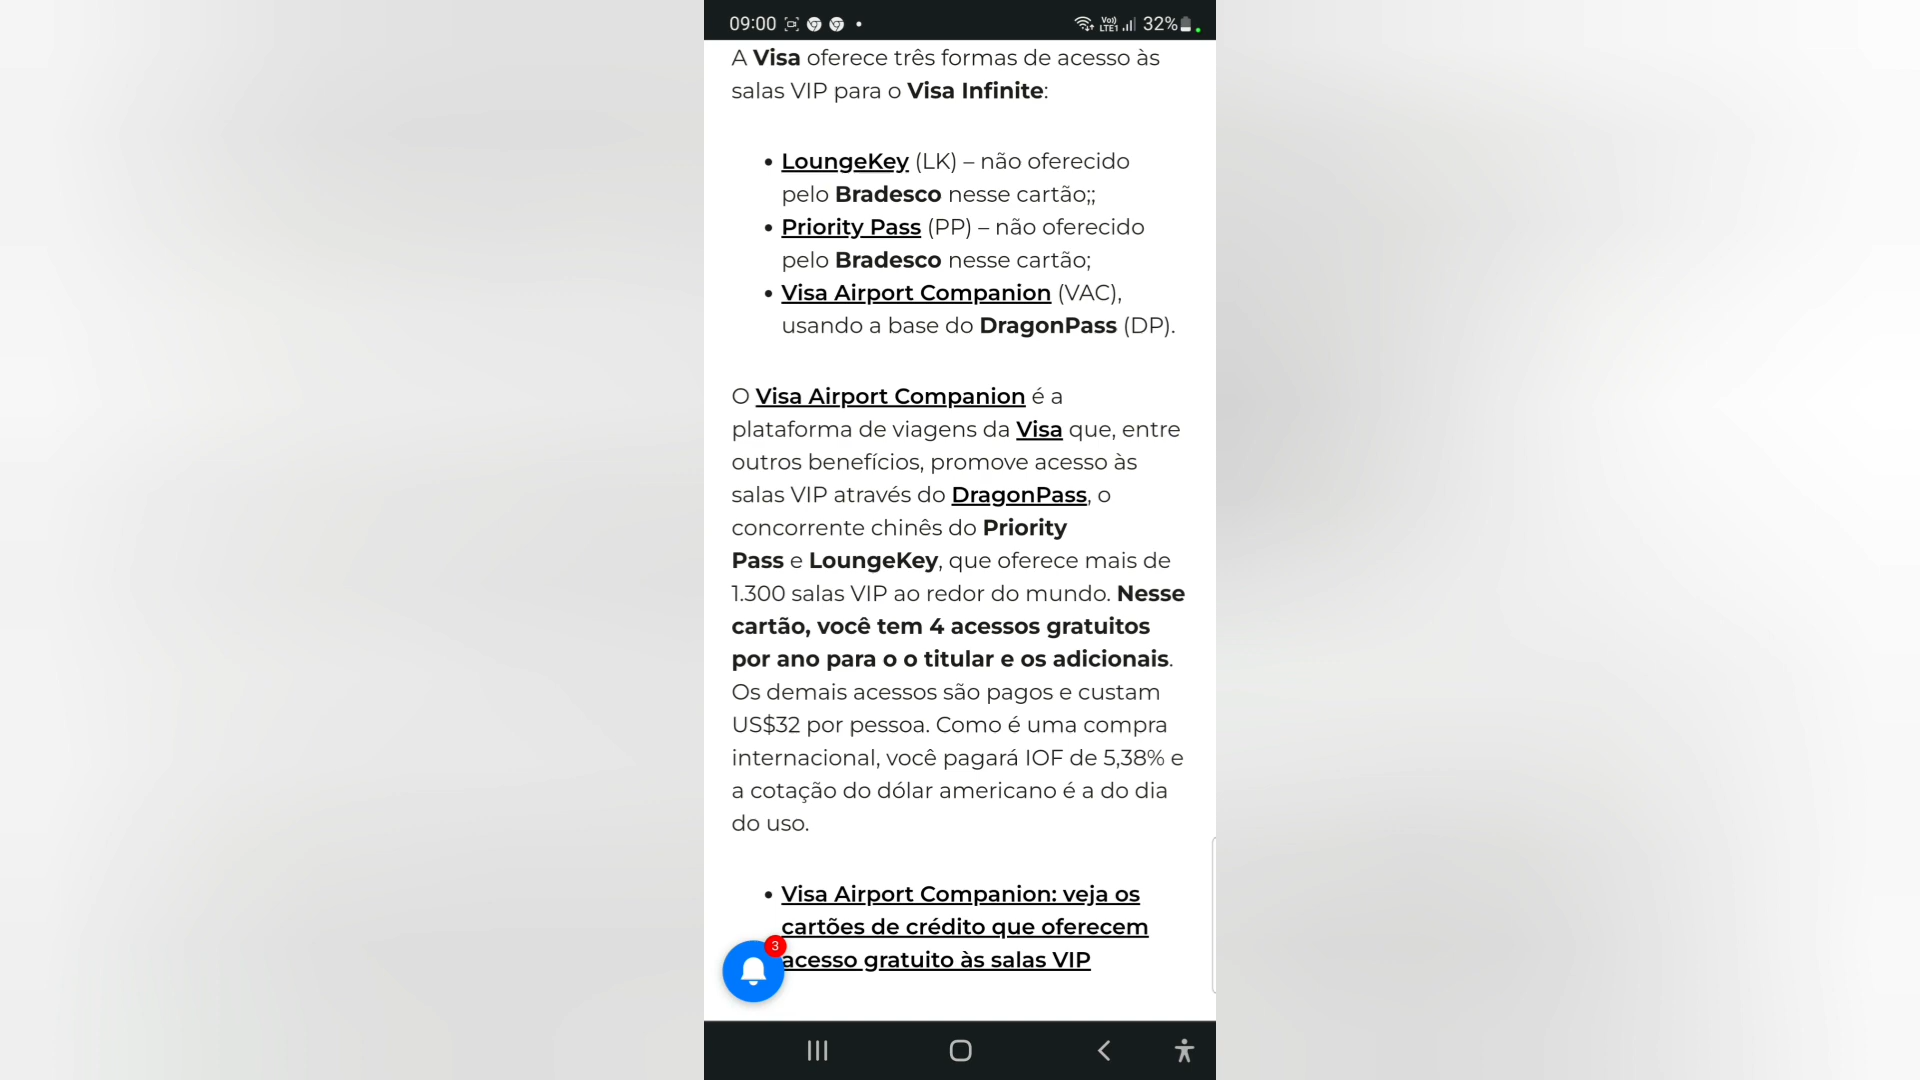 09:00
Vo)) LTE1
32%
A Visa oferece três formas de acesso às
salas VIP para o Visa Infinite:
• LoungeKey (LK) – não oferecido
pelo Bradesco nesse cartão;;
• Priority Pass (PP) – não oferecido
pelo Bradesco nesse cartão;
• Visa Airport Companion (VAC),
usando a base do DragonPass (DP).
O Visa Airport Companion é a
plataforma de viagens da Visa que, entre
outros benefícios, promove acesso às
salas VIP através do DragonPass, o
concorrente chinês do Priority
Pass e LoungeKey, que oferece mais de
1.300 salas VIP ao redor do mundo. Nesse
cartão, você tem 4 acessos gratuitos
por ano para o o titular e os adicionais.
Os demais acessos são pagos e custam
US$32 por pessoa. Como é uma compra
internacional, você pagará IOF de 5,38% e
a cotação do dólar americano é a do dia
do uso.
• Visa Airport Companion: veja os
cartões de crédito que oferecem
acesso gratuito às salas VIP
3